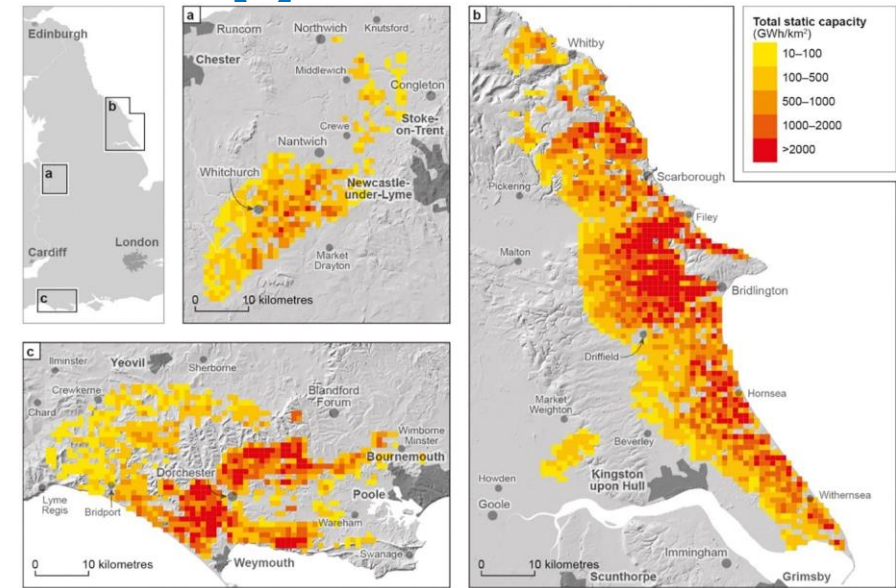 Edinburgh
b
a
Cardiff
London
c
a
Runcorn
Northwich
Knutsford
Chester
Middlewich
Congleton
Stoke-
on-Trent
Crewe
Nantwich
Whitchurch
Newcastle-
under-Lyme
Market
Drayton
0
10 kilometres
b
Whitby
Scarborough
Pickering
Filey
Malton
Bridlington
Driffield
Hornsea
Market
Weighton
Beverley
Kingston
upon Hull
Howden
Goole
Withernsea
Immingham
Scunthorpe
Grimsby
0
10 kilometres
Total static capacity
(GWh/km²)
10–100
100–500
500–1000
1000–2000
>2000
c
Ilminster
Yeovil
Sherborne
Crewkerne
Blandford
Forum
Chard
Wimborne
Minster
Bournemouth
Dorchester
Poole
Lyme
Regis
Bridport
Wareham
Swanage
Weymouth
0
10 kilometres